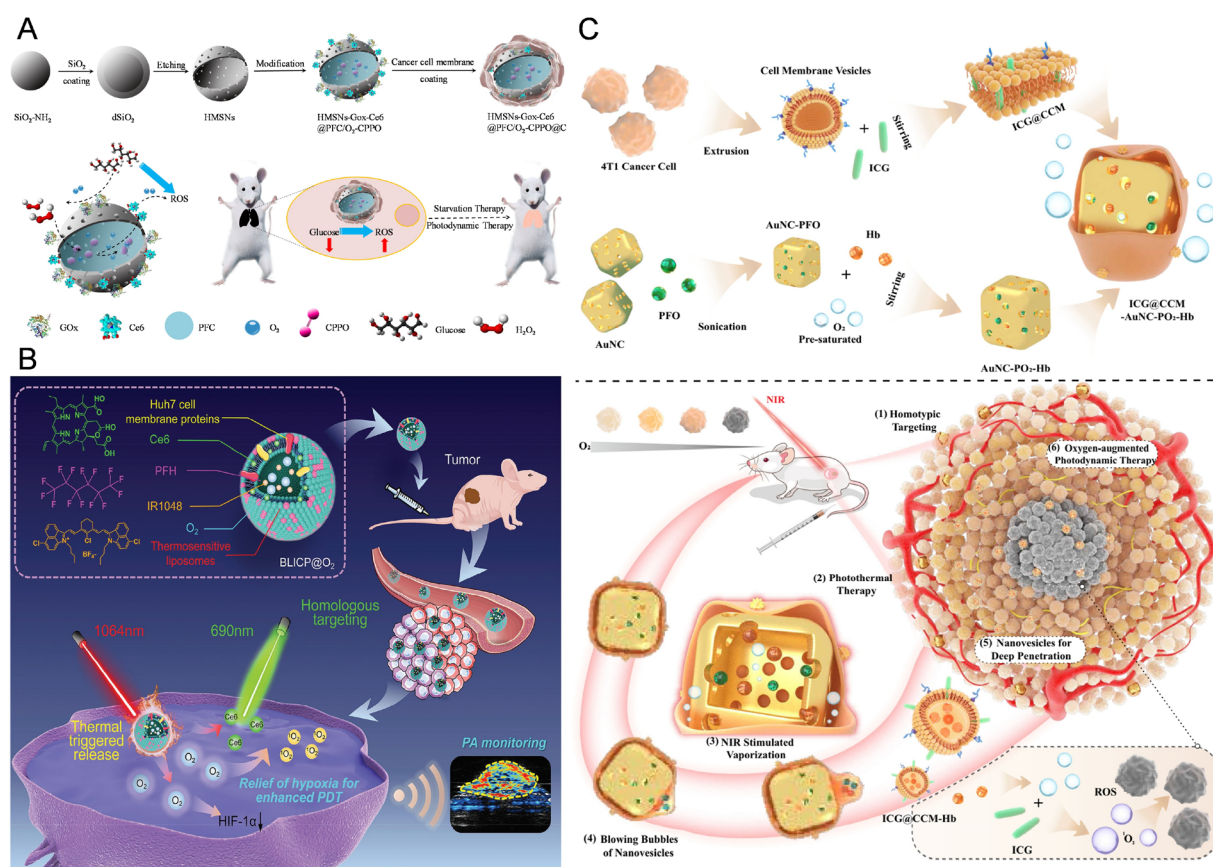 A
SiO₂
coating
Etching
Modification
Cancer cell membrane
coating
SiO₂-NH₂
dSiO₂
HMSNs
HMSNs-Gox-Ce6
@PFC/O₂-CPPO
HMSNs-Gox-Ce6
@PFC/O₂-CPPO@C
ROS
Glucose
ROS
Starvation Therapy
Photodynamic Therapy
GOx
Ce6
PFC
O₂
CPPO
Glucose
H₂O₂
B
Huh7 cell
membrane proteins
Ce6
PFH
IR1048
O₂
Thermosensitive
liposomes
BLICP@O₂
Tumor
Homologous
targeting
1064nm
690nm
Thermal
triggered
release
Ce6
Ce6
Ce6
O₂
O₂
O₂
O₂
¹O₂
¹O₂
¹O₂
¹O₂
Relief of hypoxia for
enhanced PDT
HIF-1α
PA monitoring
C
4T1 Cancer Cell
Extrusion
Cell Membrane Vesicles
ICG
Stirring
ICG@CCM
AuNC
PFO
Sonication
AuNC-PFO
Hb
O₂
Pre-saturated
Stirring
AuNC-PO₂-Hb
ICG@CCM
-AuNC-PO₂-Hb
O₂
NIR
(1) Homotypic
Targeting
(2) Photothermal
Therapy
(3) NIR Stimulated
Vaporization
(4) Blowing Bubbles
of Nanovesicles
(5) Nanovesicles for
Deep Penetration
(6) Oxygen-augmented
Photodynamic Therapy
ICG@CCM-Hb
ICG
ROS
¹O₂